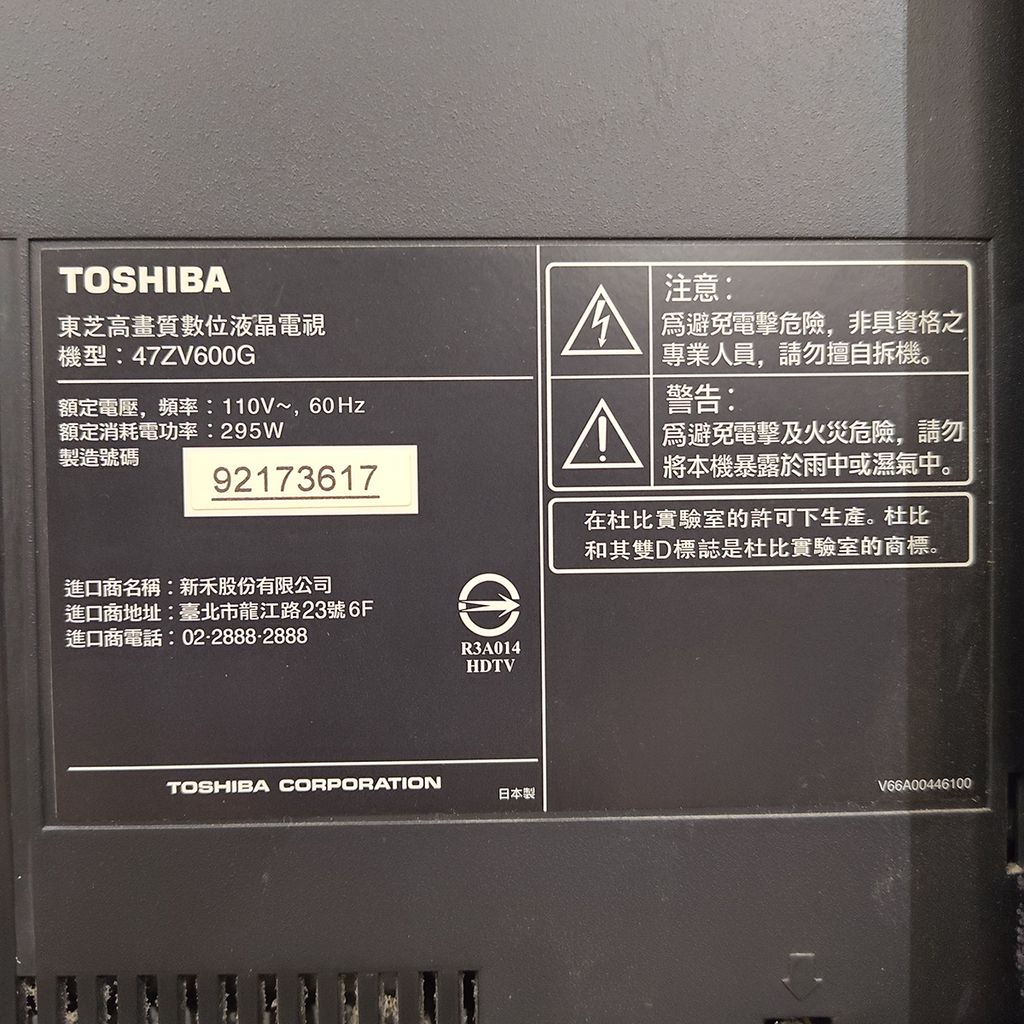 TOSHIBA
東芝高畫質數位液晶電視
機型：47ZV600G
額定電壓，頻率：110V~, 60Hz
額定消耗電功率：295W
製造號碼
92173617
進口商名稱：新禾股份有限公司
進口商地址：臺北市龍江路23號6F
進口商電話：02-2888-2888
R3A014
HDTV
TOSHIBA CORPORATION
日本製
注意：
爲避免電擊危險，非具資格之
專業人員，請勿擅自拆機。
警告：
爲避免電擊及火災危險，請勿
將本機暴露於雨中或濕氣中。
在杜比實驗室的許可下生產。杜比
和其雙D標誌是杜比實驗室的商標。
V66A00446100